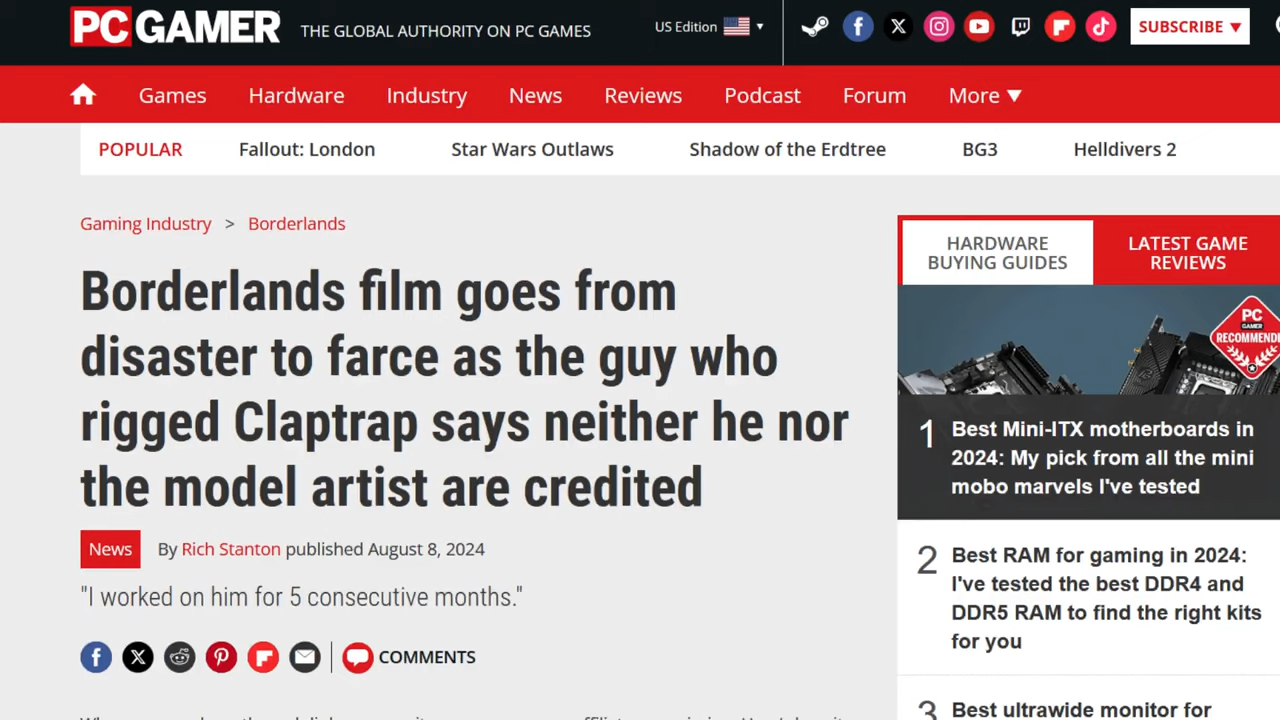 PC GAMER
THE GLOBAL AUTHORITY ON PC GAMES
US Edition
SUBSCRIBE
Games
Hardware
Industry
News
Reviews
Podcast
Forum
More
POPULAR
Fallout: London
Star Wars Outlaws
Shadow of the Erdtree
BG3
Helldivers 2
Gaming Industry > Borderlands
Borderlands film goes from
disaster to farce as the guy who
rigged Claptrap says neither he nor
the model artist are credited
News
By Rich Stanton published August 8, 2024
"I worked on him for 5 consecutive months."
COMMENTS
HARDWARE
BUYING GUIDES
LATEST GAME
REVIEWS
PC
GAMER
1
Best Mini-ITX motherboards in
2024: My pick from all the mini
mobo marvels I've tested
2
Best RAM for gaming in 2024:
I've tested the best DDR4 and
DDR5 RAM to find the right kits
for you
3
Best ultrawide monitor for